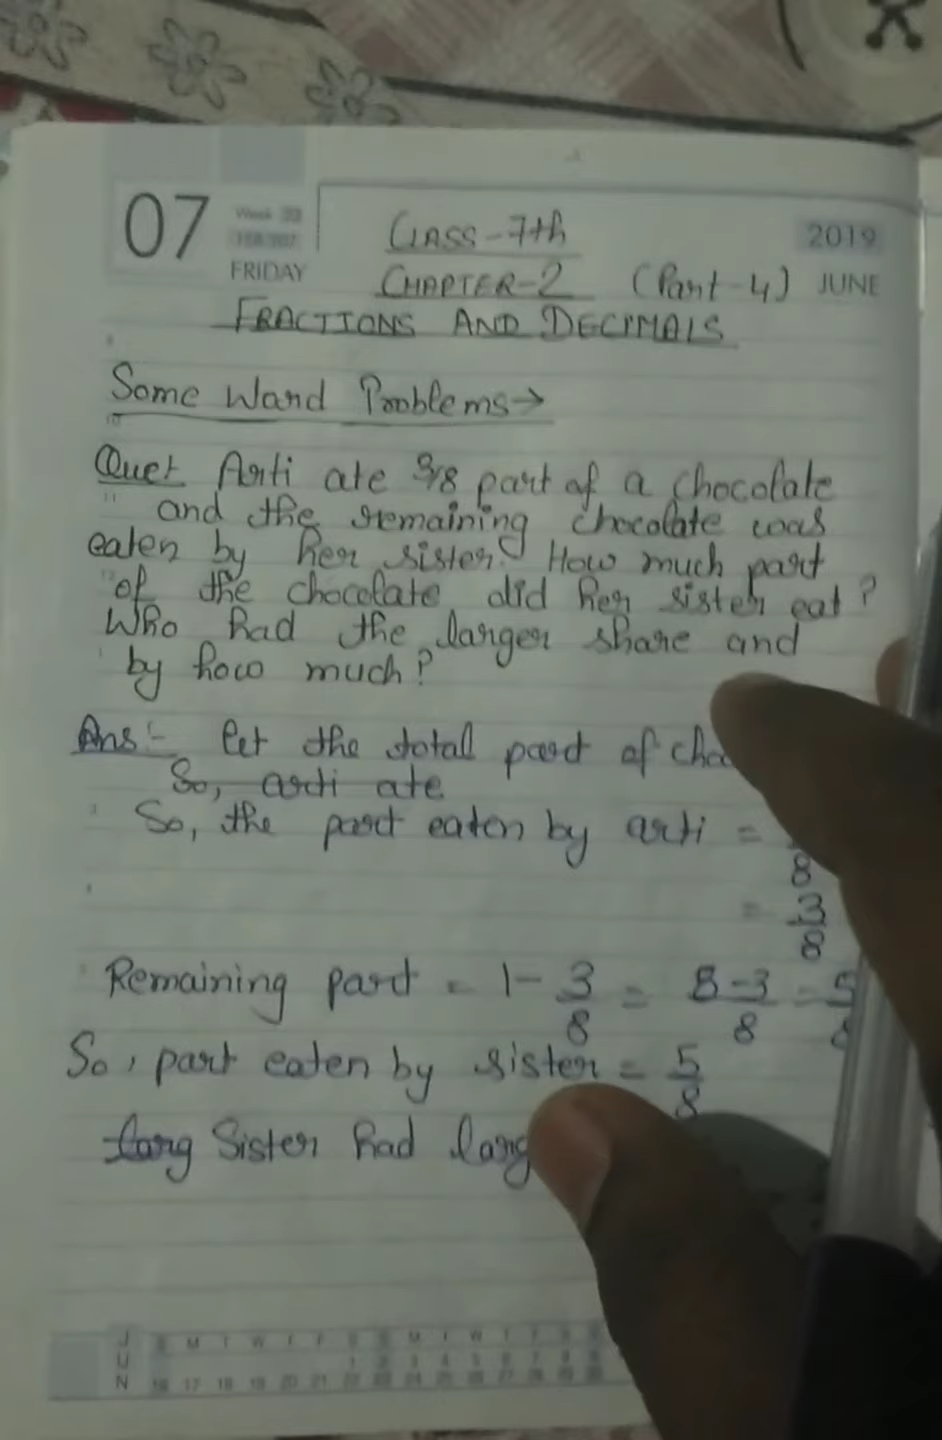 07
FRIDAY
2019
JUNE
Class-7th
CHAPTER-2 (Part-4)
FRACTIONS AND DECIMALS
Some Ward Problems→
Que:- Arti ate 3/8 part of a chocolate
and the remaining chocolate was
eaten by her sister. How much part
of the chocolate did her sister eat?
Who had the larger share and
by how much?
Ans:- let the total part of
So, arti ate
So, the part eaten by arti =
8
= 3/8
Remaining part = 1 - 3/8 = 8-3/8 = 5
So, part eaten by sister = 5/8
larg Sister had
J U N